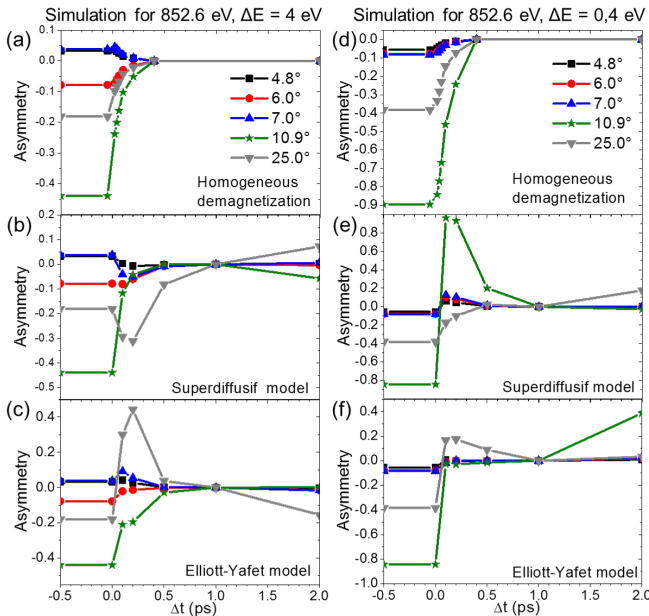 Simulation for 852.6 eV, ΔE = 4 eV
Simulation for 852.6 eV, ΔE = 0,4 eV
(a)
0.1
0.0
-0.1
-0.2
-0.3
-0.4
Asymmetry
4.8°
6.0°
7.0°
10.9°
25.0°
Homogeneous
demagnetization
(d)
0.0
-0.1
-0.2
-0.3
-0.4
-0.5
-0.6
-0.7
-0.8
-0.9
Asymmetry
4.8°
6.0°
7.0°
10.9°
25.0°
Homogeneous
demagnetization
(b)
0.2
0.1
0.0
-0.1
-0.2
-0.3
-0.4
-0.5
Asymmetry
Superdiffusif model
(e)
0.8
0.6
0.4
0.2
0.0
-0.2
-0.4
-0.6
-0.8
Asymmetry
Superdiffusif model
(c)
0.4
0.2
0.0
-0.2
-0.4
Asymmetry
Elliott-Yafet model
-0.5 0.0 0.5 1.0 1.5 2.0
Δt (ps)
(f)
0.4
0.2
0.0
-0.2
-0.4
-0.6
-0.8
-1.0
Asymmetry
Elliott-Yafet model
-0.5 0.0 0.5 1.0 1.5 2.0
Δt (ps)